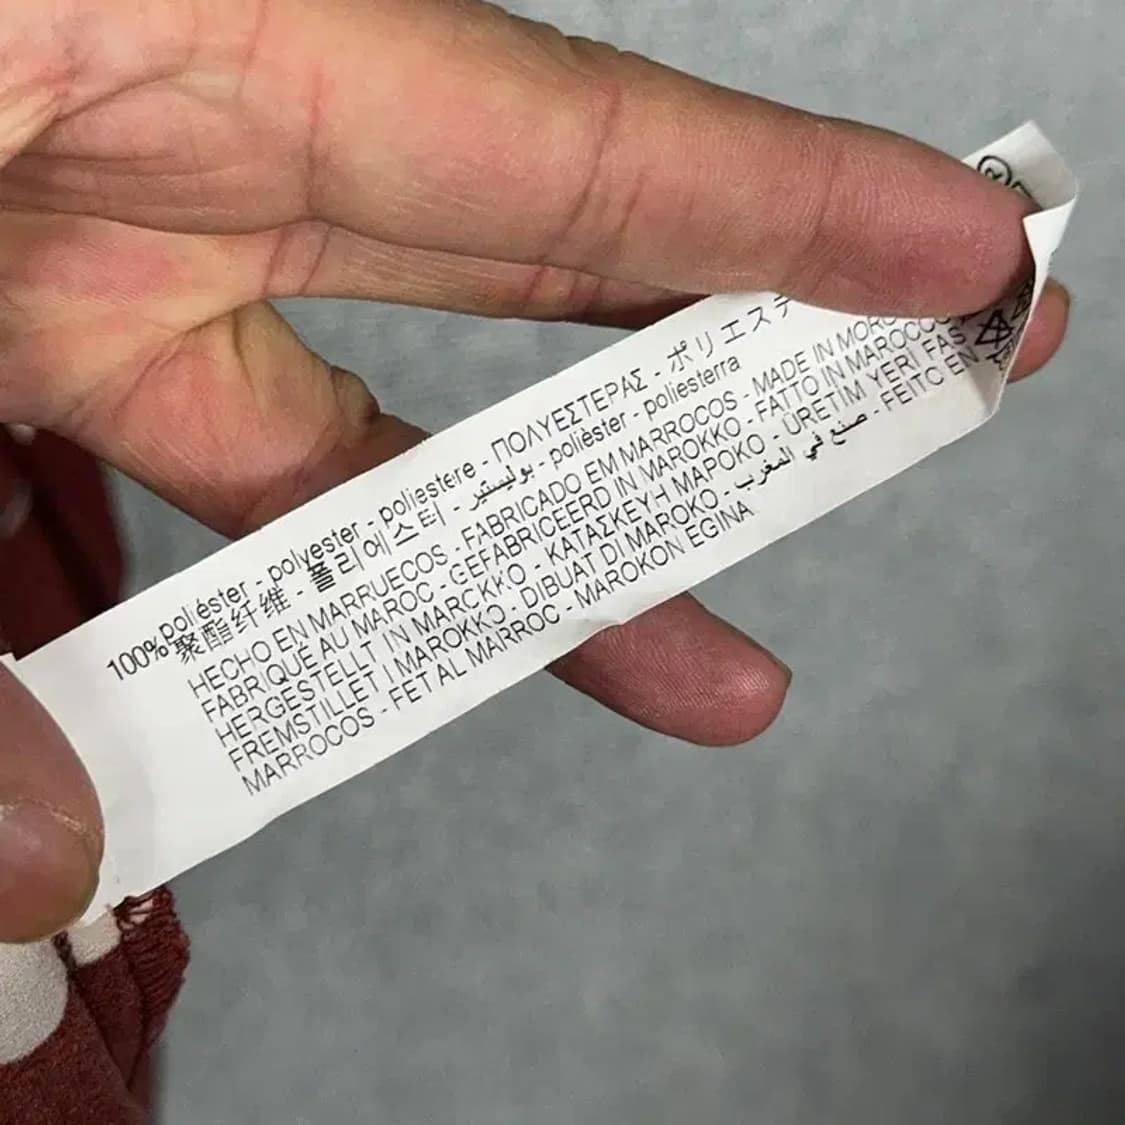 100% poliéster - polyester - poliestere - ΠΟΛΥΕΣΤΕΡΑΣ - ポリエステ
聚酯纤维 - 폴리에스터 - بوليستير - polièster - poliesterra
HECHO EN MARRUECOS - FABRICADO EM MARROCOS - MADE IN
FABRIQUÉ AU MAROC - GEFABRICEERD IN MAROKKO - FATTO IN MAROCCO
HERGESTELLT IN MAROKKO - ΚΑΤΑΣΚΕΥΗ ΜΑΡΟΚΟ - ÜRETİM YERİ FAS
FREMSTILLET I MAROKKO - DIBUAT DI MAROKO - صنع في المغرب - FEITO EN
MARROCOS - FET AL MARROC - MAROKON EGINA